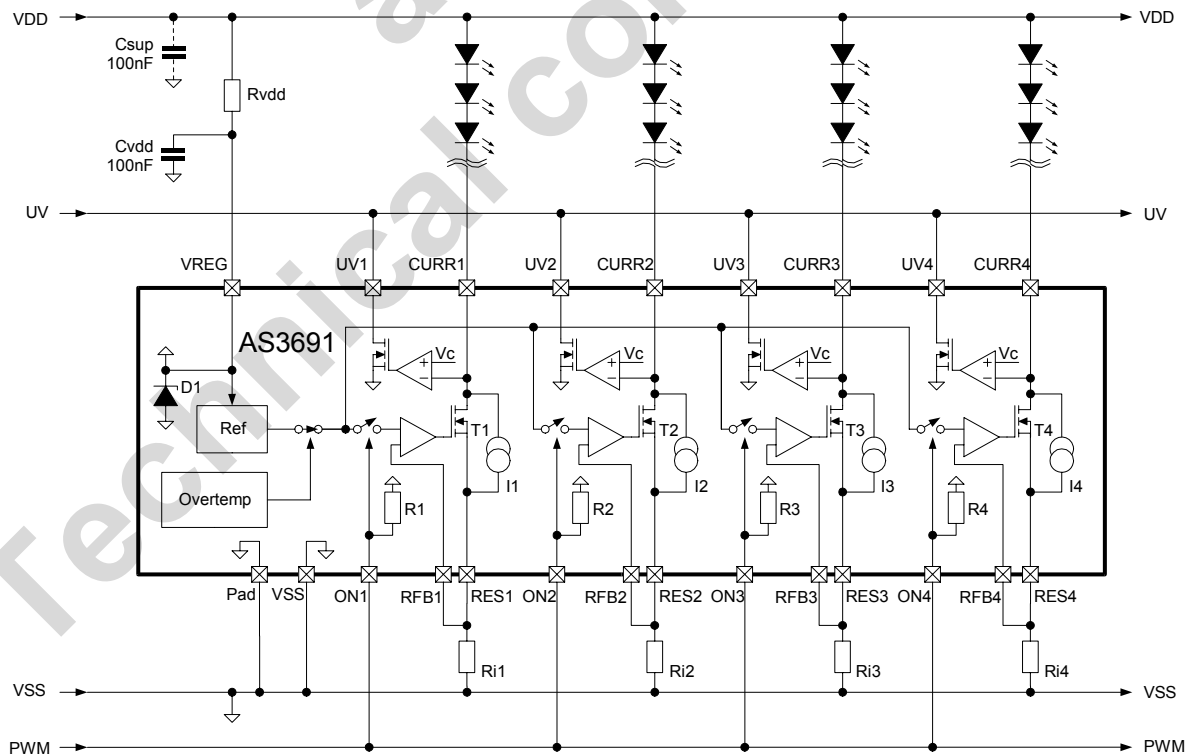 VDD
VDD
Csup
100nF
Rvdd
Cvdd
100nF
UV
UV
VREG
UV1
CURR1
UV2
CURR2
UV3
CURR3
UV4
CURR4
AS3691
Vc
Vc
Vc
Vc
D1
Ref
T1
T2
T3
T4
Overtemp
I1
I2
I3
I4
R1
R2
R3
R4
Pad
VSS
ON1
RFB1
RES1
ON2
RFB2
RES2
ON3
RFB3
RES3
ON4
RFB4
RES4
Ri1
Ri2
Ri3
Ri4
VSS
VSS
PWM
PWM
Technical